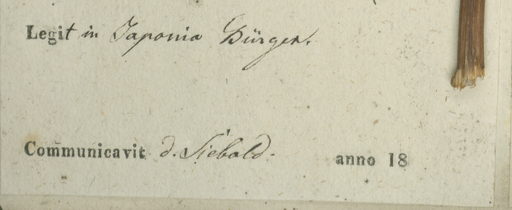 Legit in Japonia Bürger.
Communicavit d. Siebold. anno 18